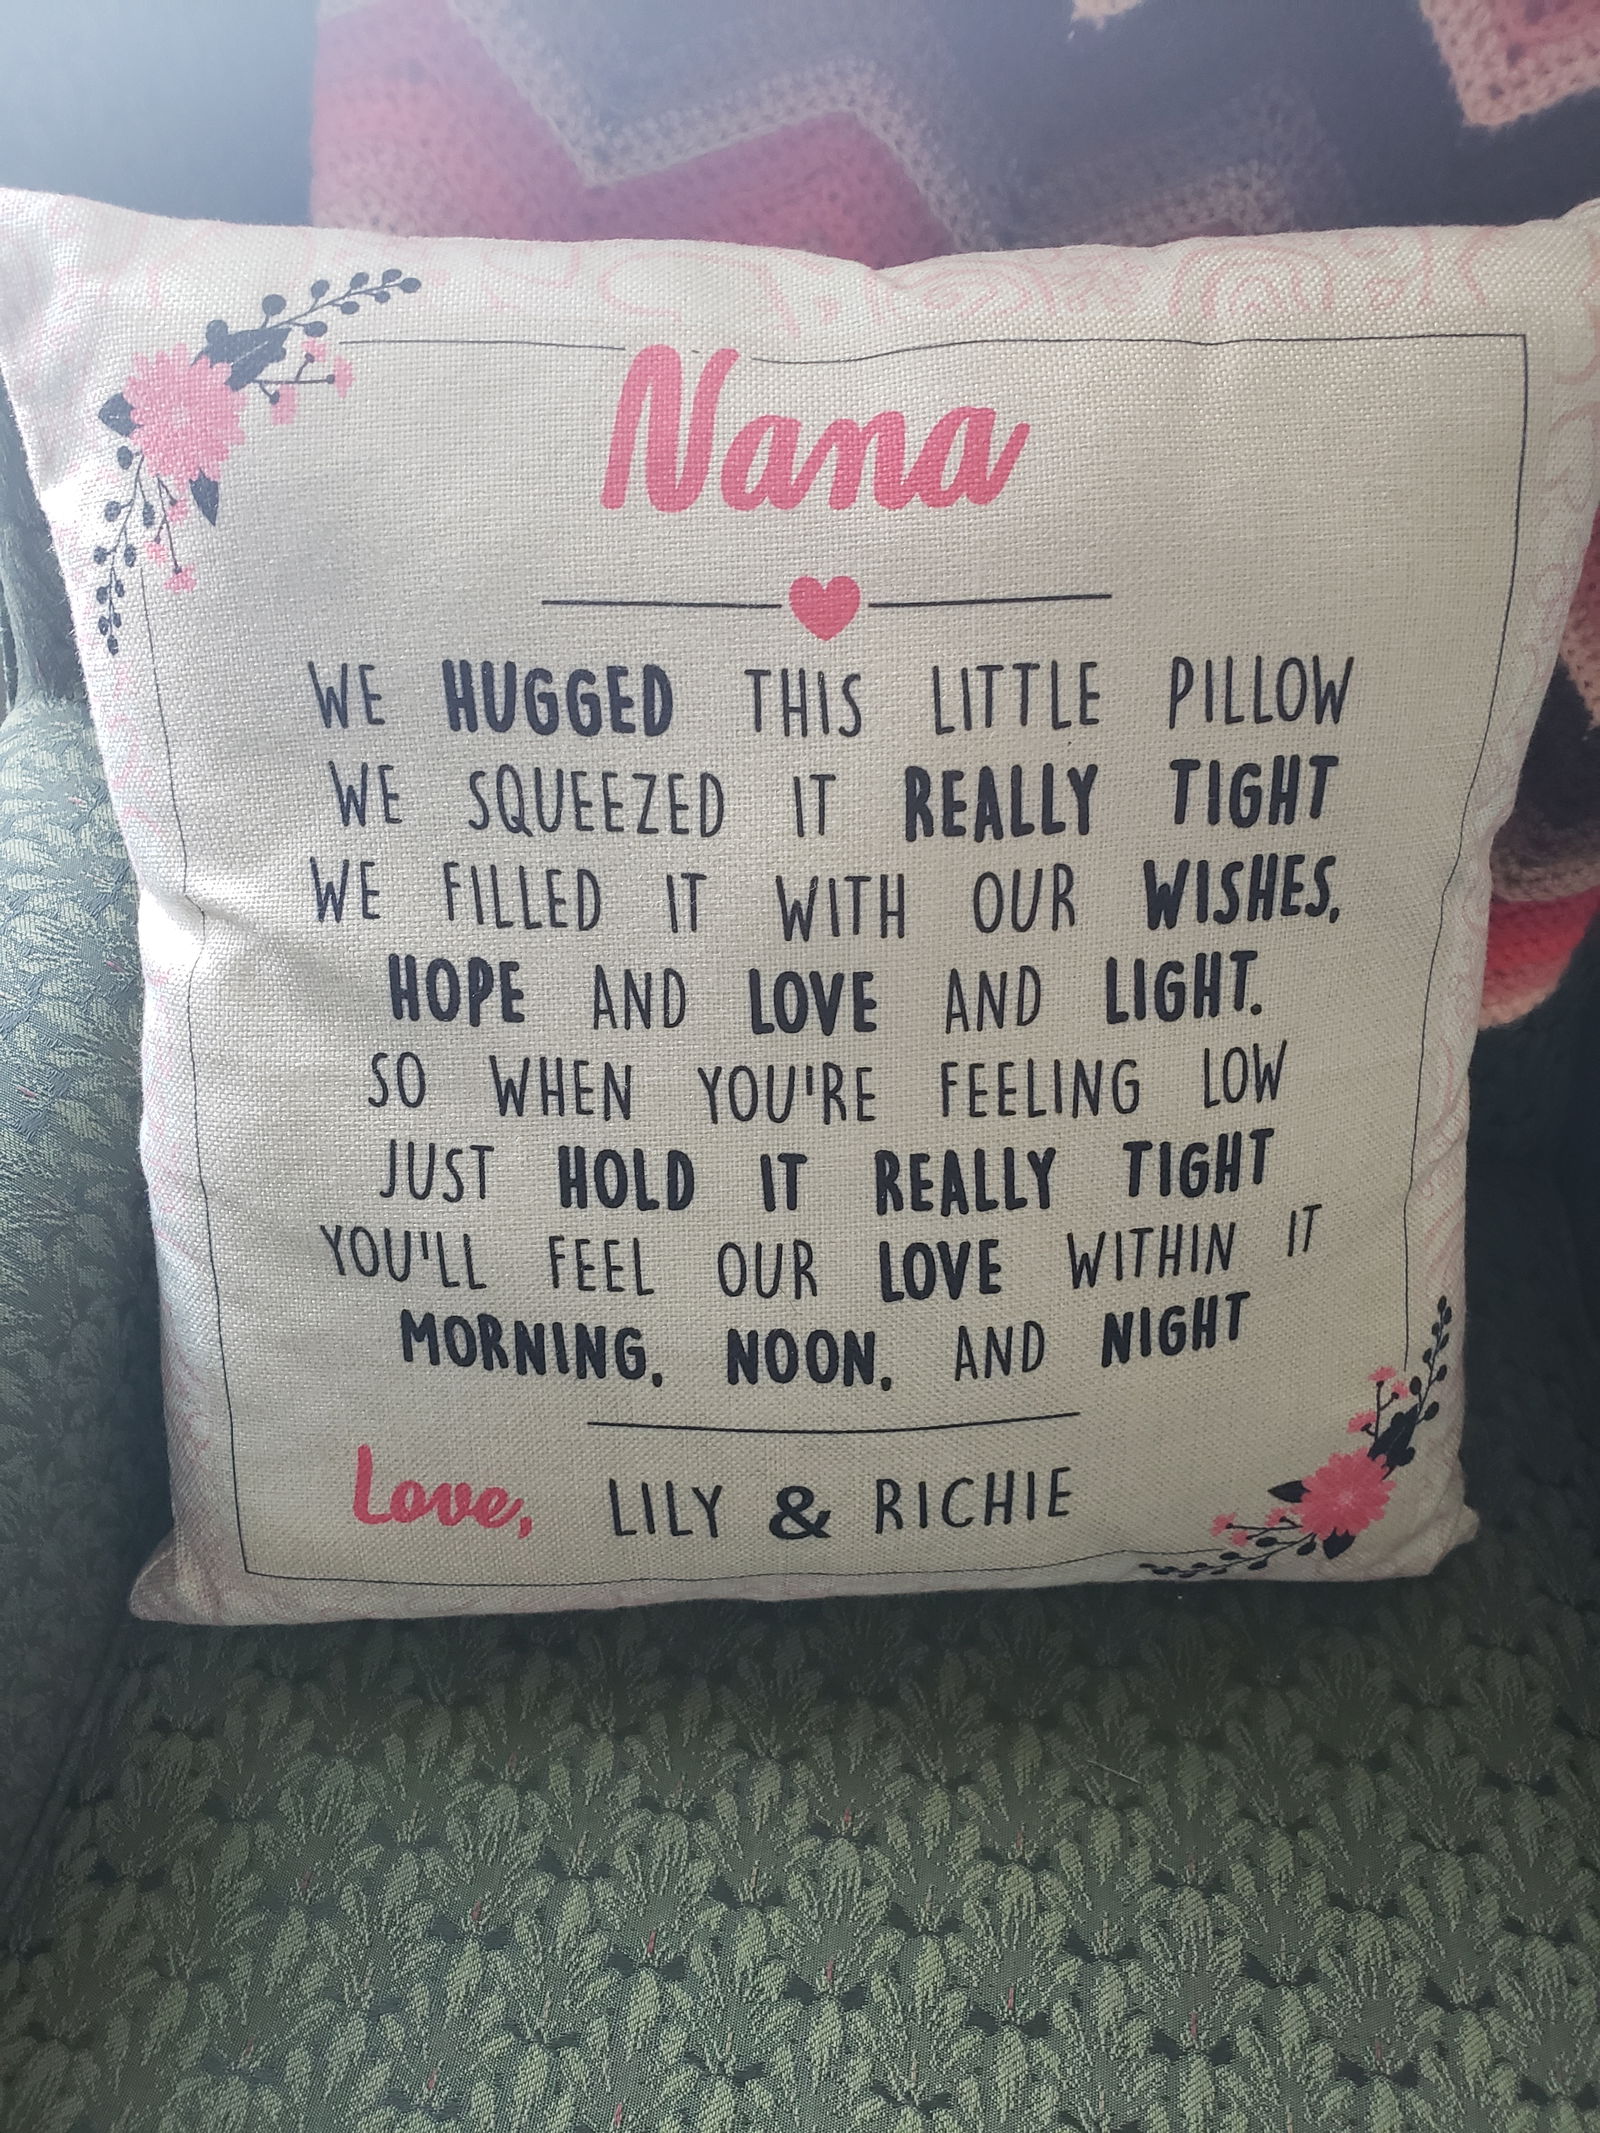 Nana
WE HUGGED THIS LITTLE PILLOW
WE SQUEEZED IT REALLY TIGHT
WE FILLED IT WITH OUR WISHES,
HOPE AND LOVE AND LIGHT.
SO WHEN YOU'RE FEELING LOW
JUST HOLD IT REALLY TIGHT
YOU'LL FEEL OUR LOVE WITHIN IT
MORNING, NOON, AND NIGHT
Love, LILY & RICHIE